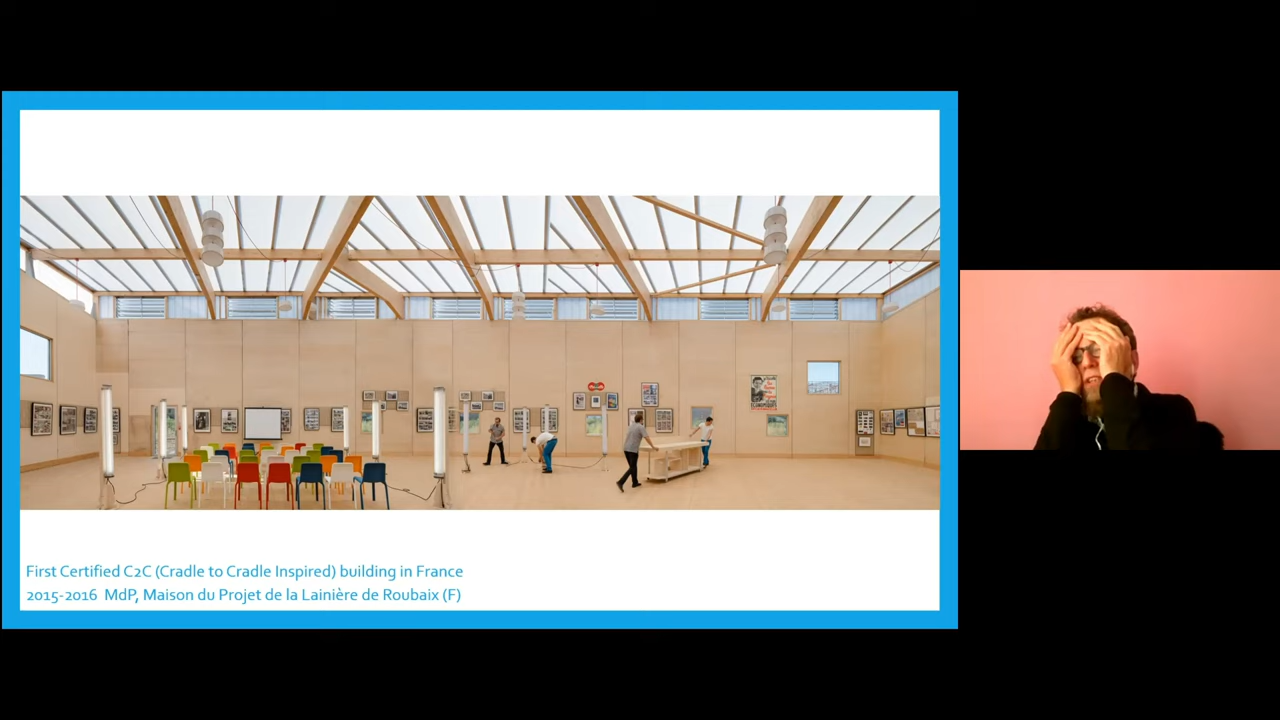 First Certified C2C (Cradle to Cradle Inspired) building in France
2015-2016 MdP, Maison du Projet de la Lainière de Roubaix (F)